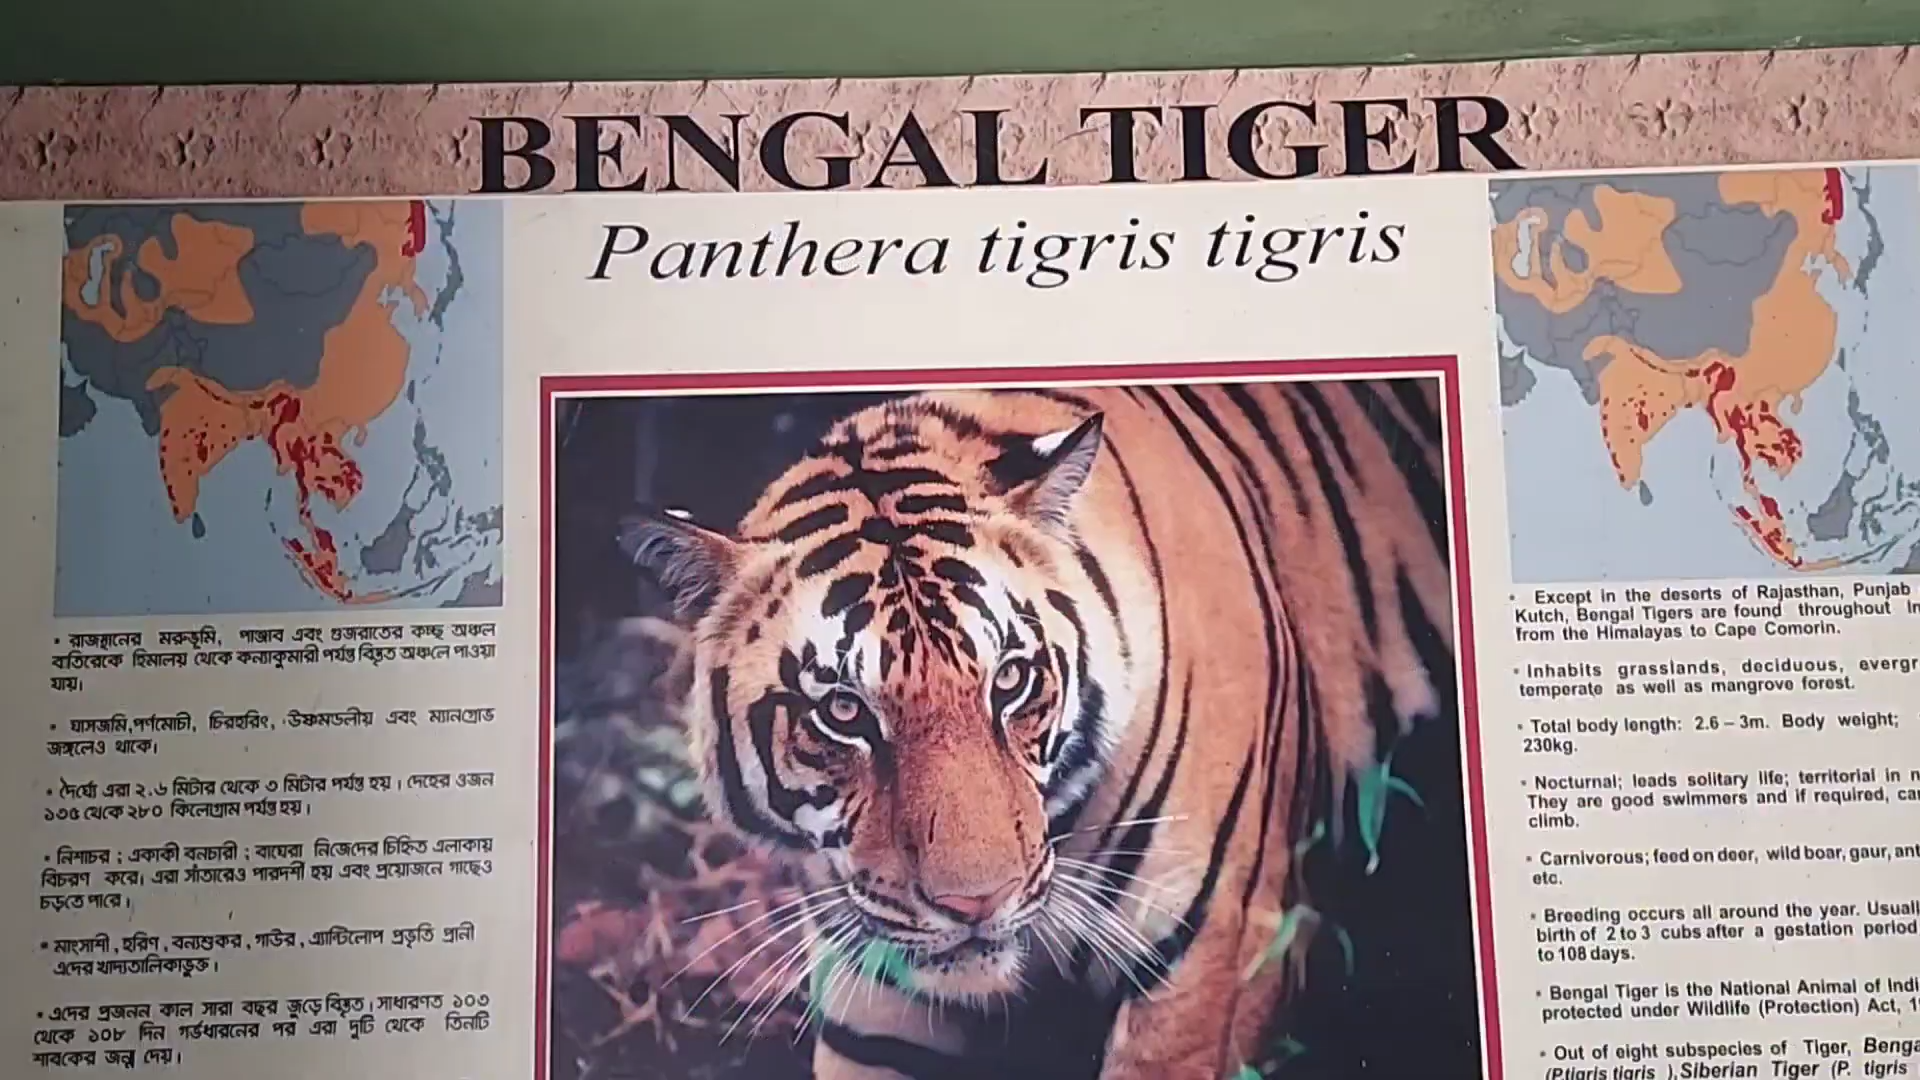 BENGAL TIGER
Panthera tigris tigris
• রাজস্থানের মরুভূমি, পাঞ্জাব এবং গুজরাতের কচ্ছ অঞ্চল
ব্যতিরেকে হিমালয় থেকে কন্যাকুমারী পর্যন্ত বিস্তৃত অঞ্চলে পাওয়া
যায়।
• ঘাসজমি,পর্ণমোচী, চিরহরিৎ, উষ্ণমন্ডলীয় এবং ম্যানগ্রোভ
জঙ্গলেও থাকে।
• দৈর্ঘ্যে এরা ২.৬ মিটার থেকে ৩ মিটার পর্যন্ত হয়। দেহের ওজন
১৩৫ থেকে ২৮০ কিলোগ্রাম পর্যন্ত হয়।
• নিশাচর ; একাকী বনচারী ; বাঘেরা নিজেদের চিহ্নিত এলাকায়
বিচরণ করে। এরা সাঁতারেও পারদর্শী হয় এবং প্রয়োজনে গাছেও
চড়তে পারে।
• মাংসাশী, হরিণ, বন্যশুকর, গাউর, এ্যান্টিলোপ প্রভৃতি প্রানী
এদের খাদ্যতালিকাভুক্ত।
• এদের প্রজনন কাল সারা বছর জুড়ে বিস্তৃত। সাধারণত ১০৩
থেকে ১০৮ দিন গর্ভধারনের পর এরা দুটি থেকে তিনটি
শাবকের জন্ম দেয়।
• Except in the deserts of Rajasthan, Punjab
Kutch, Bengal Tigers are found throughout
from the Himalayas to Cape Comorin.
• Inhabits grasslands, deciduous,
temperate as well as mangrove forest.
• Total body length: 2.6 – 3m. Body weight;
230kg.
• Nocturnal; leads solitary life; territorial in
They are good swimmers and if required,
climb.
• Carnivorous; feed on deer, wild boar, gaur,
etc.
• Breeding occurs all around the year.
birth of 2 to 3 cubs after a gestation period
to 108 days.
• Bengal Tiger is the National Animal of
protected under Wildlife (Protection) Act,
• Out of eight subspecies of Tiger,
(P.tigris tigris ),Siberian Tiger (P. tigris